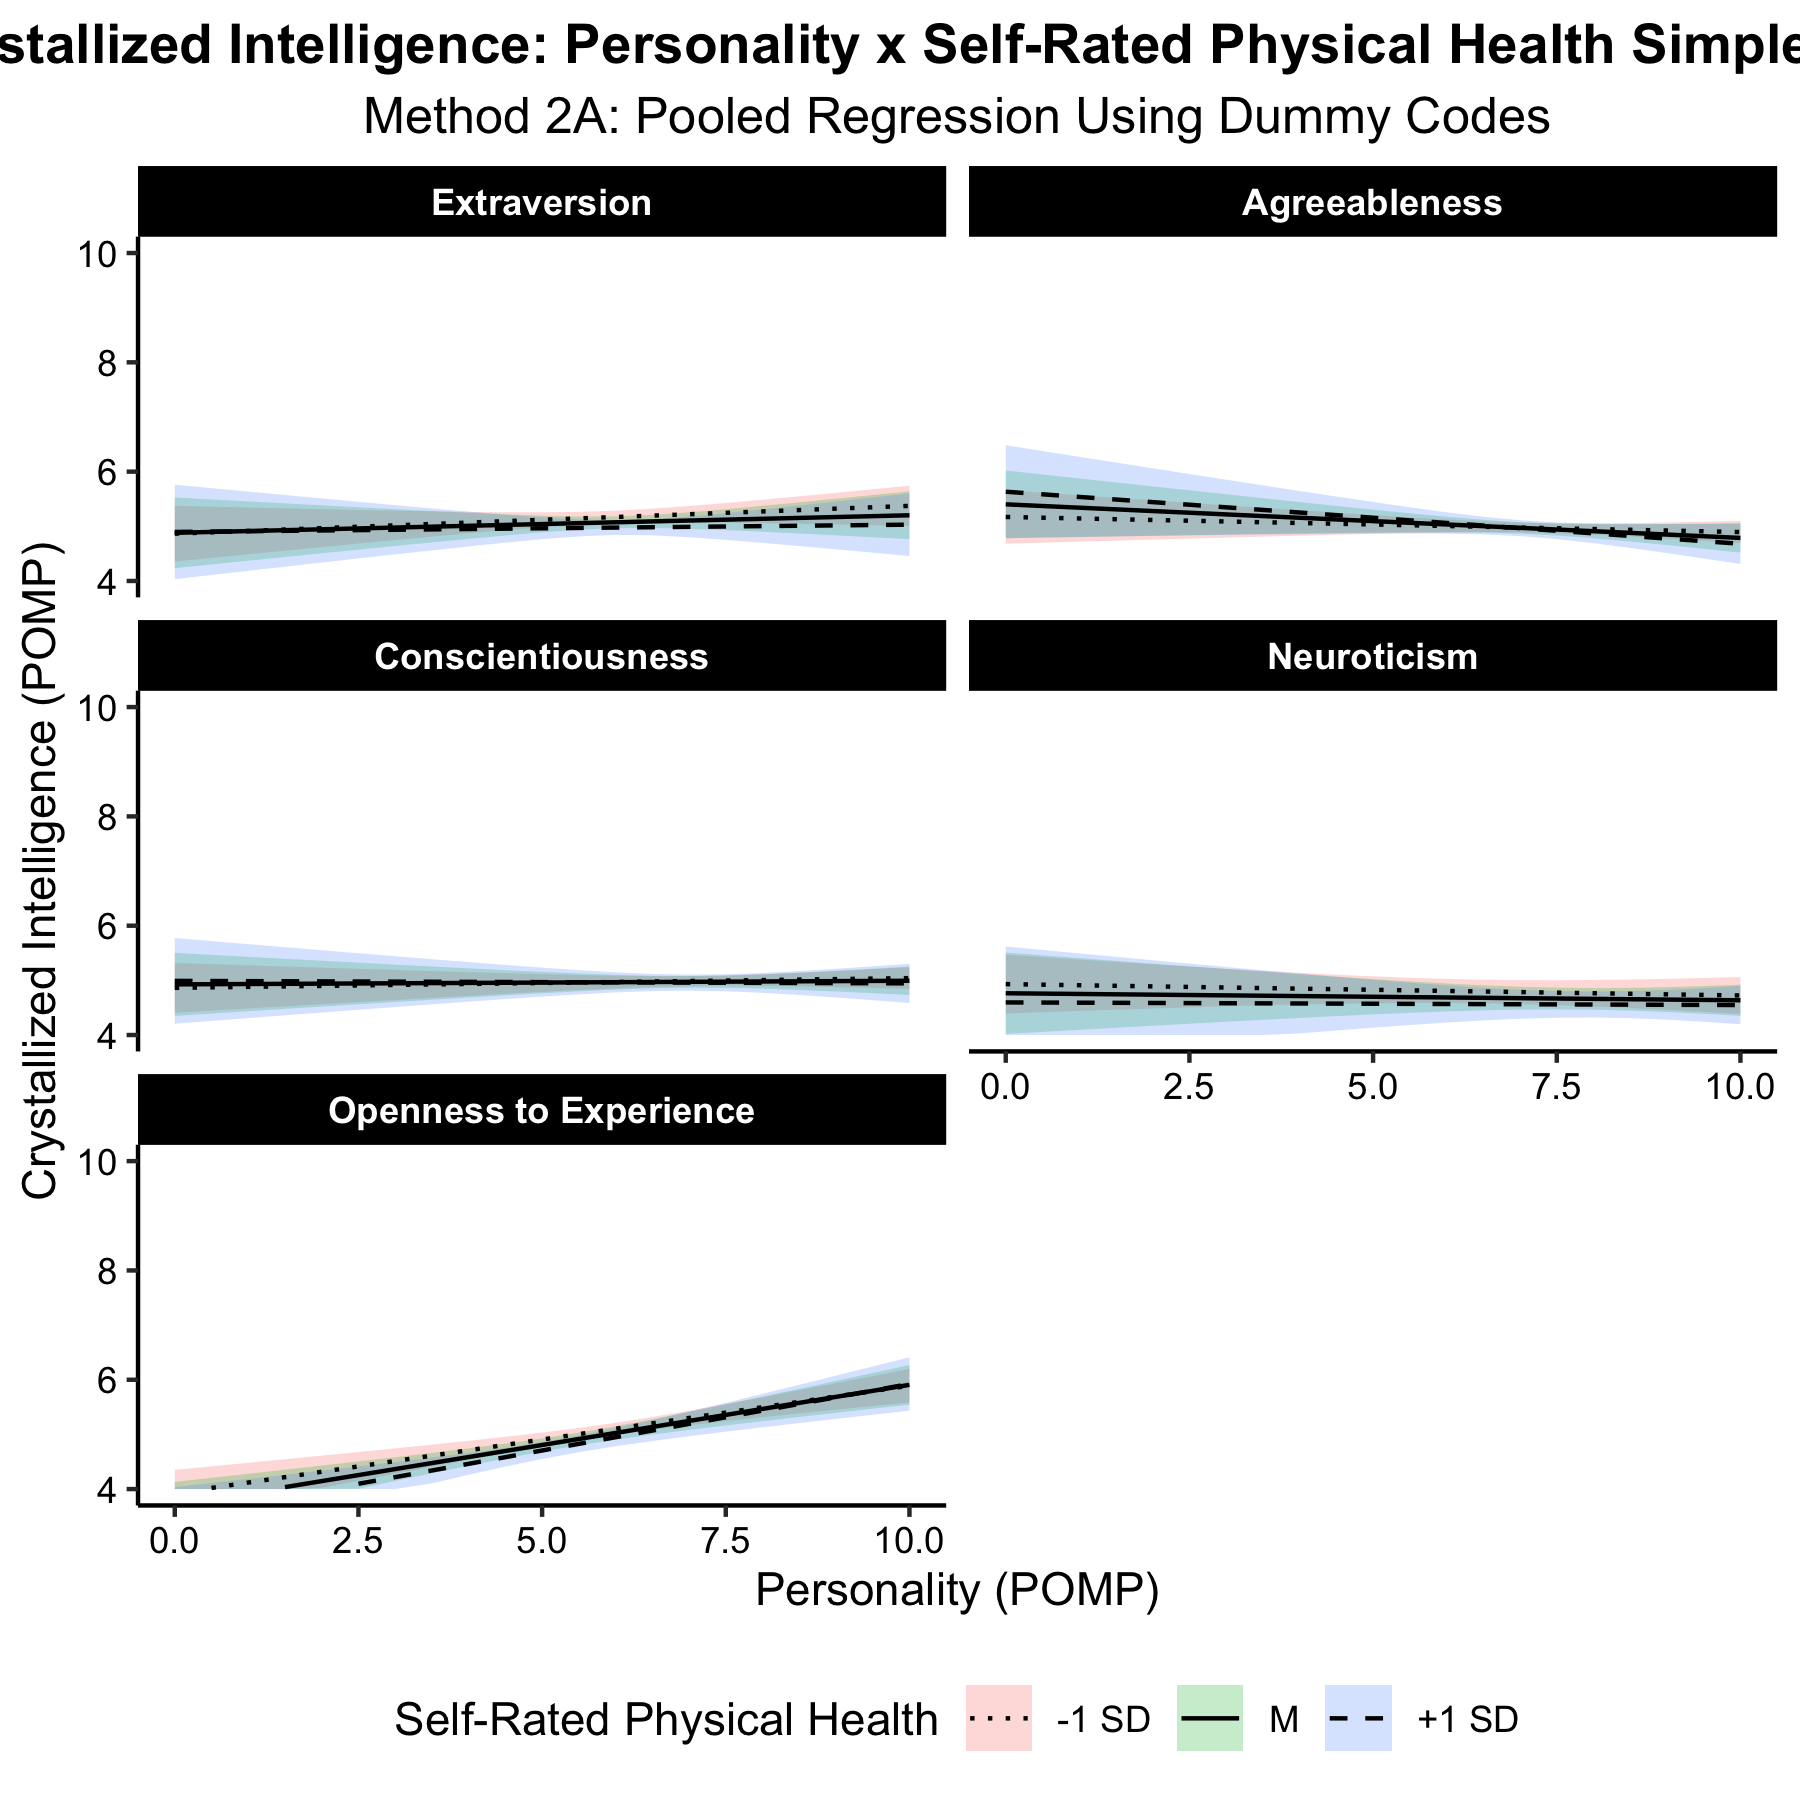 stallized Intelligence: Personality x Self-Rated Physical Health Simple
Method 2A: Pooled Regression Using Dummy Codes
Extraversion
Agreeableness
10
8
6
4
Conscientiousness
Neuroticism
10
8
6
4
0.0 2.5 5.0 7.5 10.0
Openness to Experience
10
8
6
4
0.0 2.5 5.0 7.5 10.0
Crystallized Intelligence (POMP)
Personality (POMP)
Self-Rated Physical Health -1 SD M +1 SD